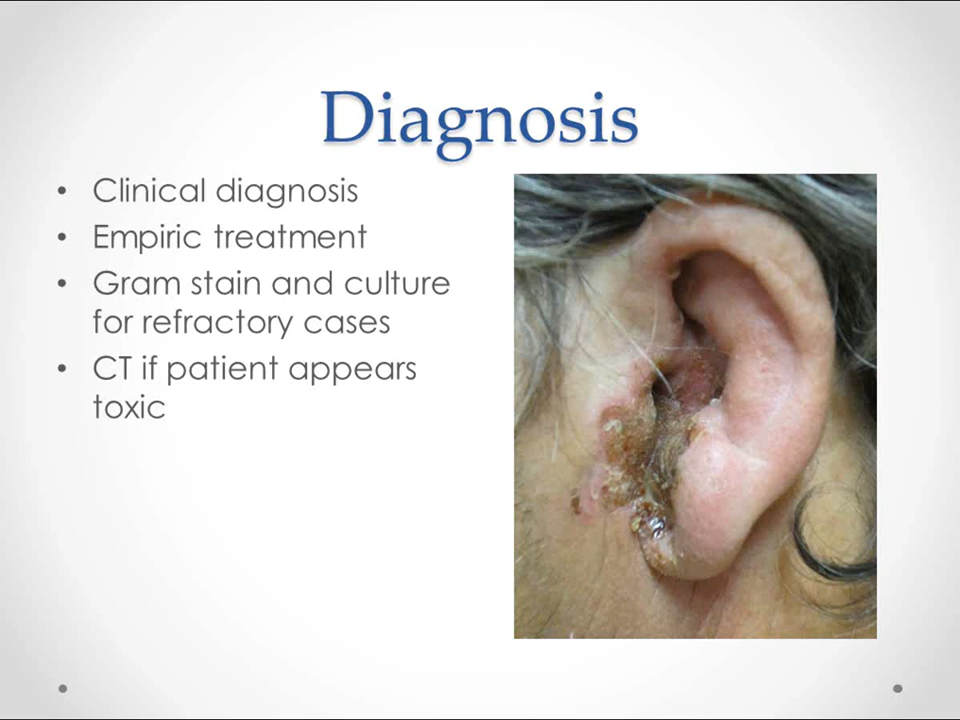 Diagnosis
• Clinical diagnosis
• Empiric treatment
• Gram stain and culture
for refractory cases
• CT if patient appears
toxic